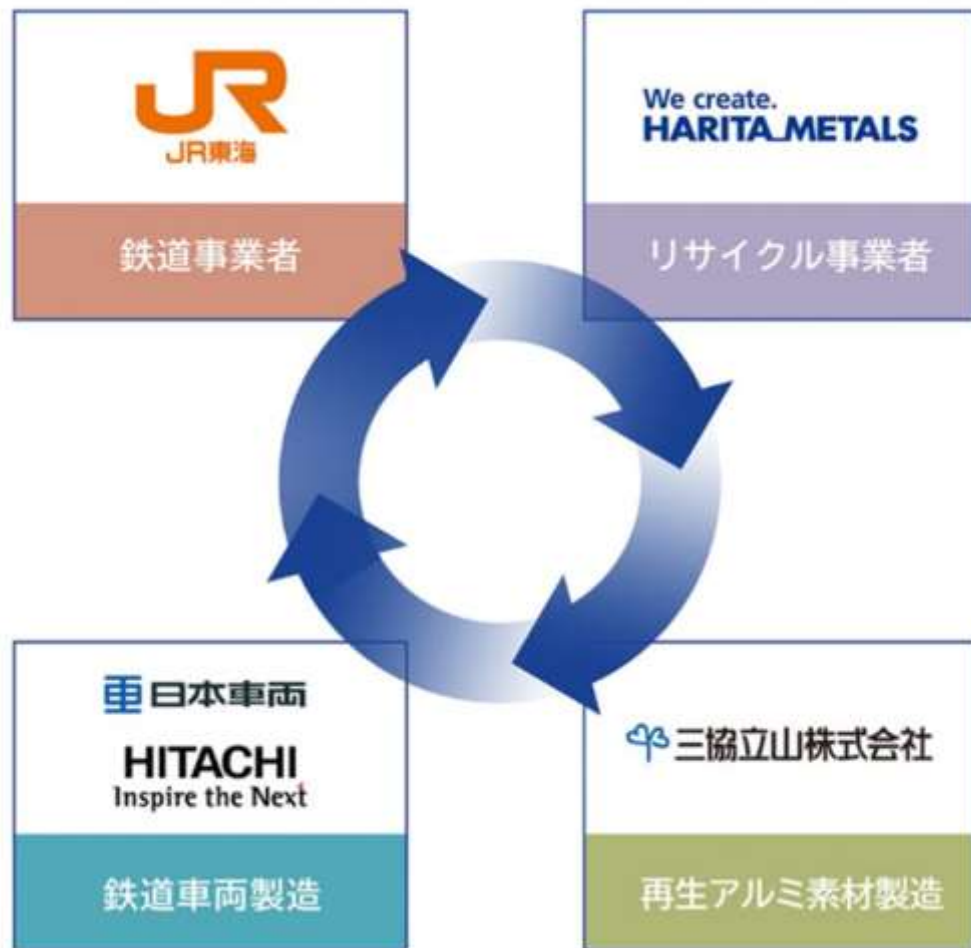 JR
JR東海
鉄道事業者
We create.
HARITA METALS
リサイクル事業者
日本車両
HITACHI
Inspire the Next
鉄道車両製造
三協立山株式会社
再生アルミ素材製造